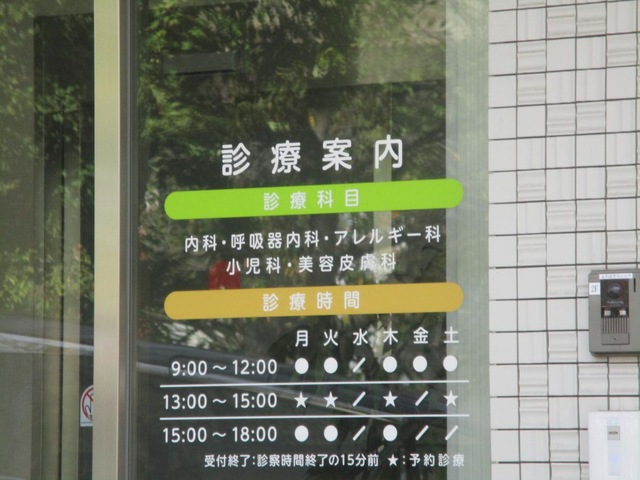 診療案内
診療科目
内科・呼吸器内科・アレルギー科
小児科・美容皮膚科
診療時間
月 火 水 木 金 土
9:00～12:00 ● ● ／ ● ● ●
13:00～15:00 ★ ★ ／ ★ ／ ★
15:00～18:00 ● ● ／ ● ／ ／
受付終了：診察時間終了の15分前 ★：予約診療
2F